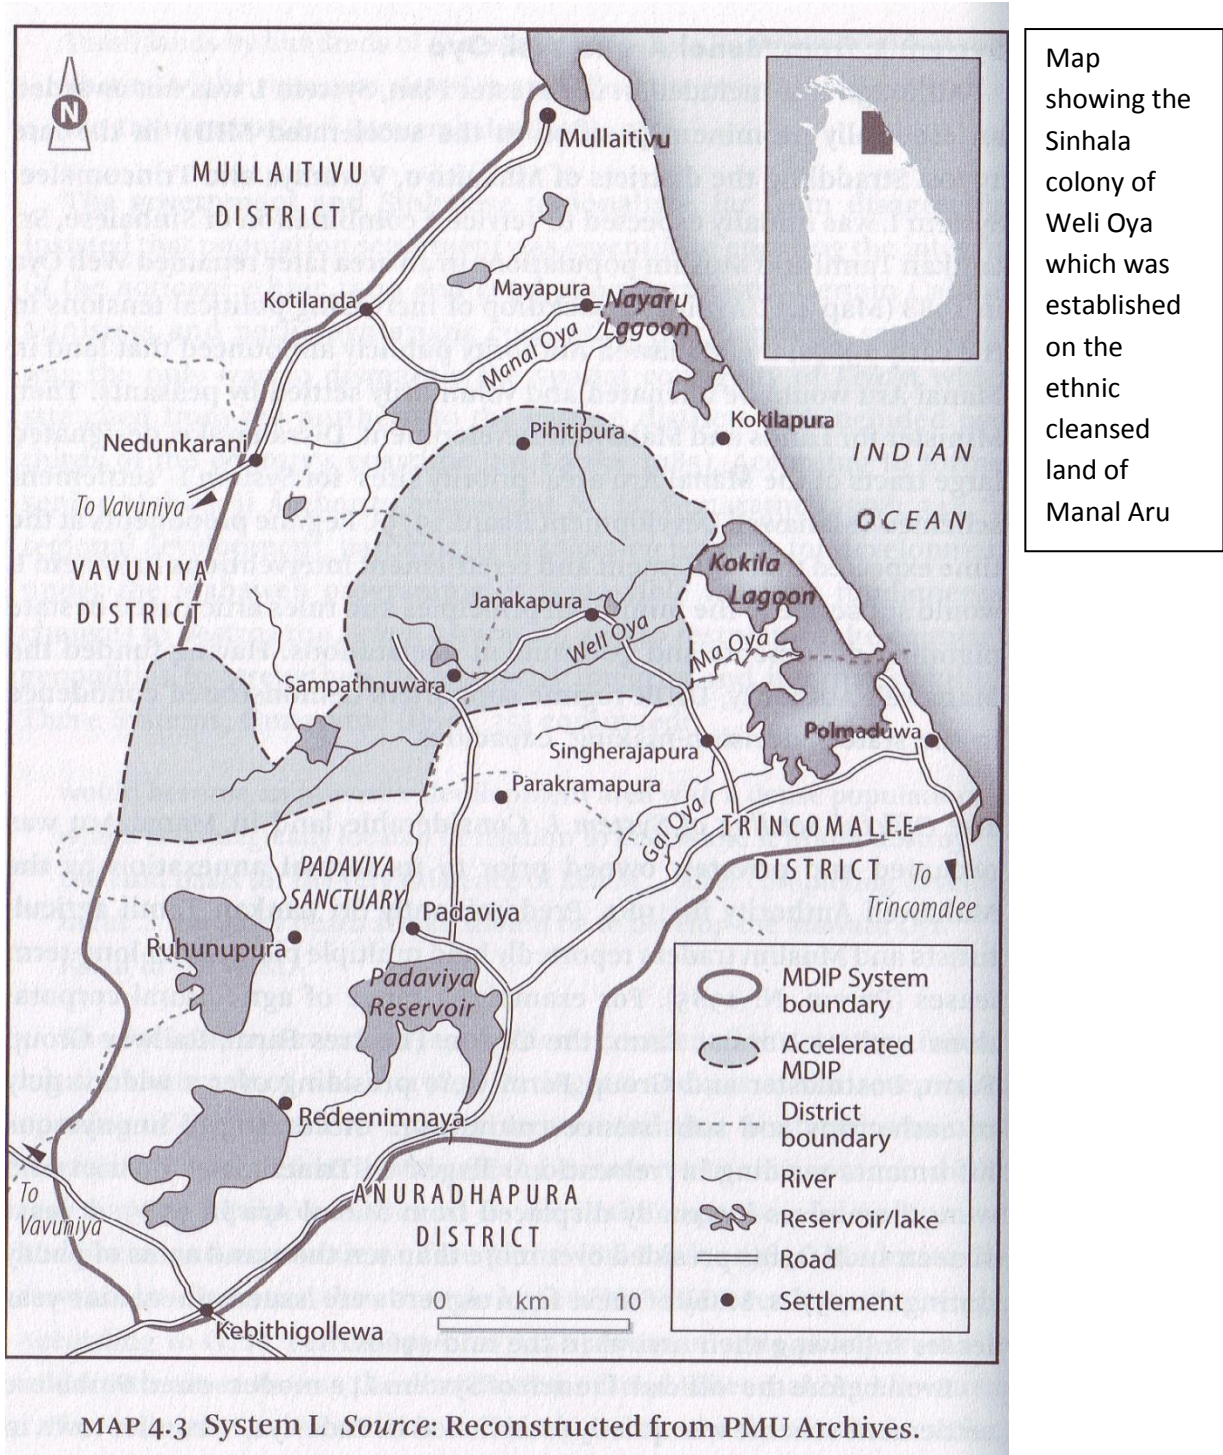 N
MULLAITIVU
DISTRICT
Mullaitivu
Mayapura
Kotilanda
Nayaru
Lagoon
Manal Oya
Pihitipura
Kokilapura
Nedunkarani
To Vavuniya
INDIAN
OCEAN
VAVUNIYA
DISTRICT
Kokila
Lagoon
Janakapura
Well Oya
Ma Oya
Sampathnuwara
Singherajapura
Polmaduwa
Parakramapura
Gal Oya
TRINCOMALEE
DISTRICT
To
Trincomalee
PADAVIYA
SANCTUARY
Padaviya
Ruhunupura
Padaviya
Reservoir
Redeenimnaya
To
Vavuniya
ANURADHAPURA
DISTRICT
Kebithigollewa
0 km 10
MDIP System
boundary
Accelerated
MDIP
District
boundary
River
Reservoir/lake
Road
Settlement
MAP 4.3 System L. Source: Reconstructed from PMU Archives.
Map
showing the
Sinhala
colony of
Weli Oya
which was
established
on the
ethnic
cleansed
land of
Manal Aru